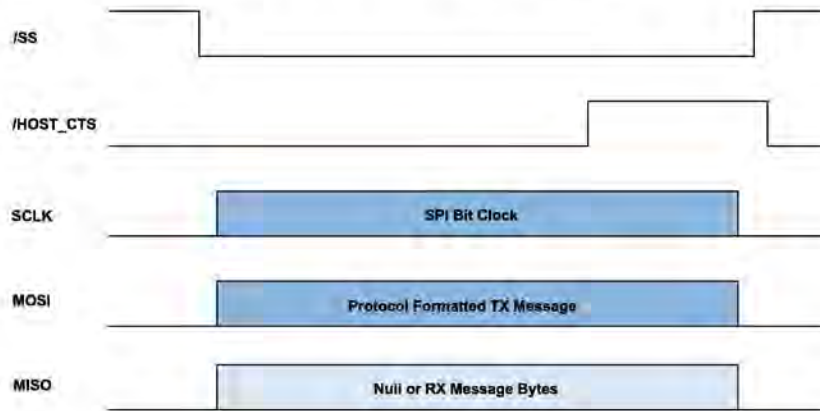 /SS
/HOST_CTS
SCLK
SPI Bit Clock
MOSI
Protocol Formatted TX Message
MISO
Null or RX Message Bytes